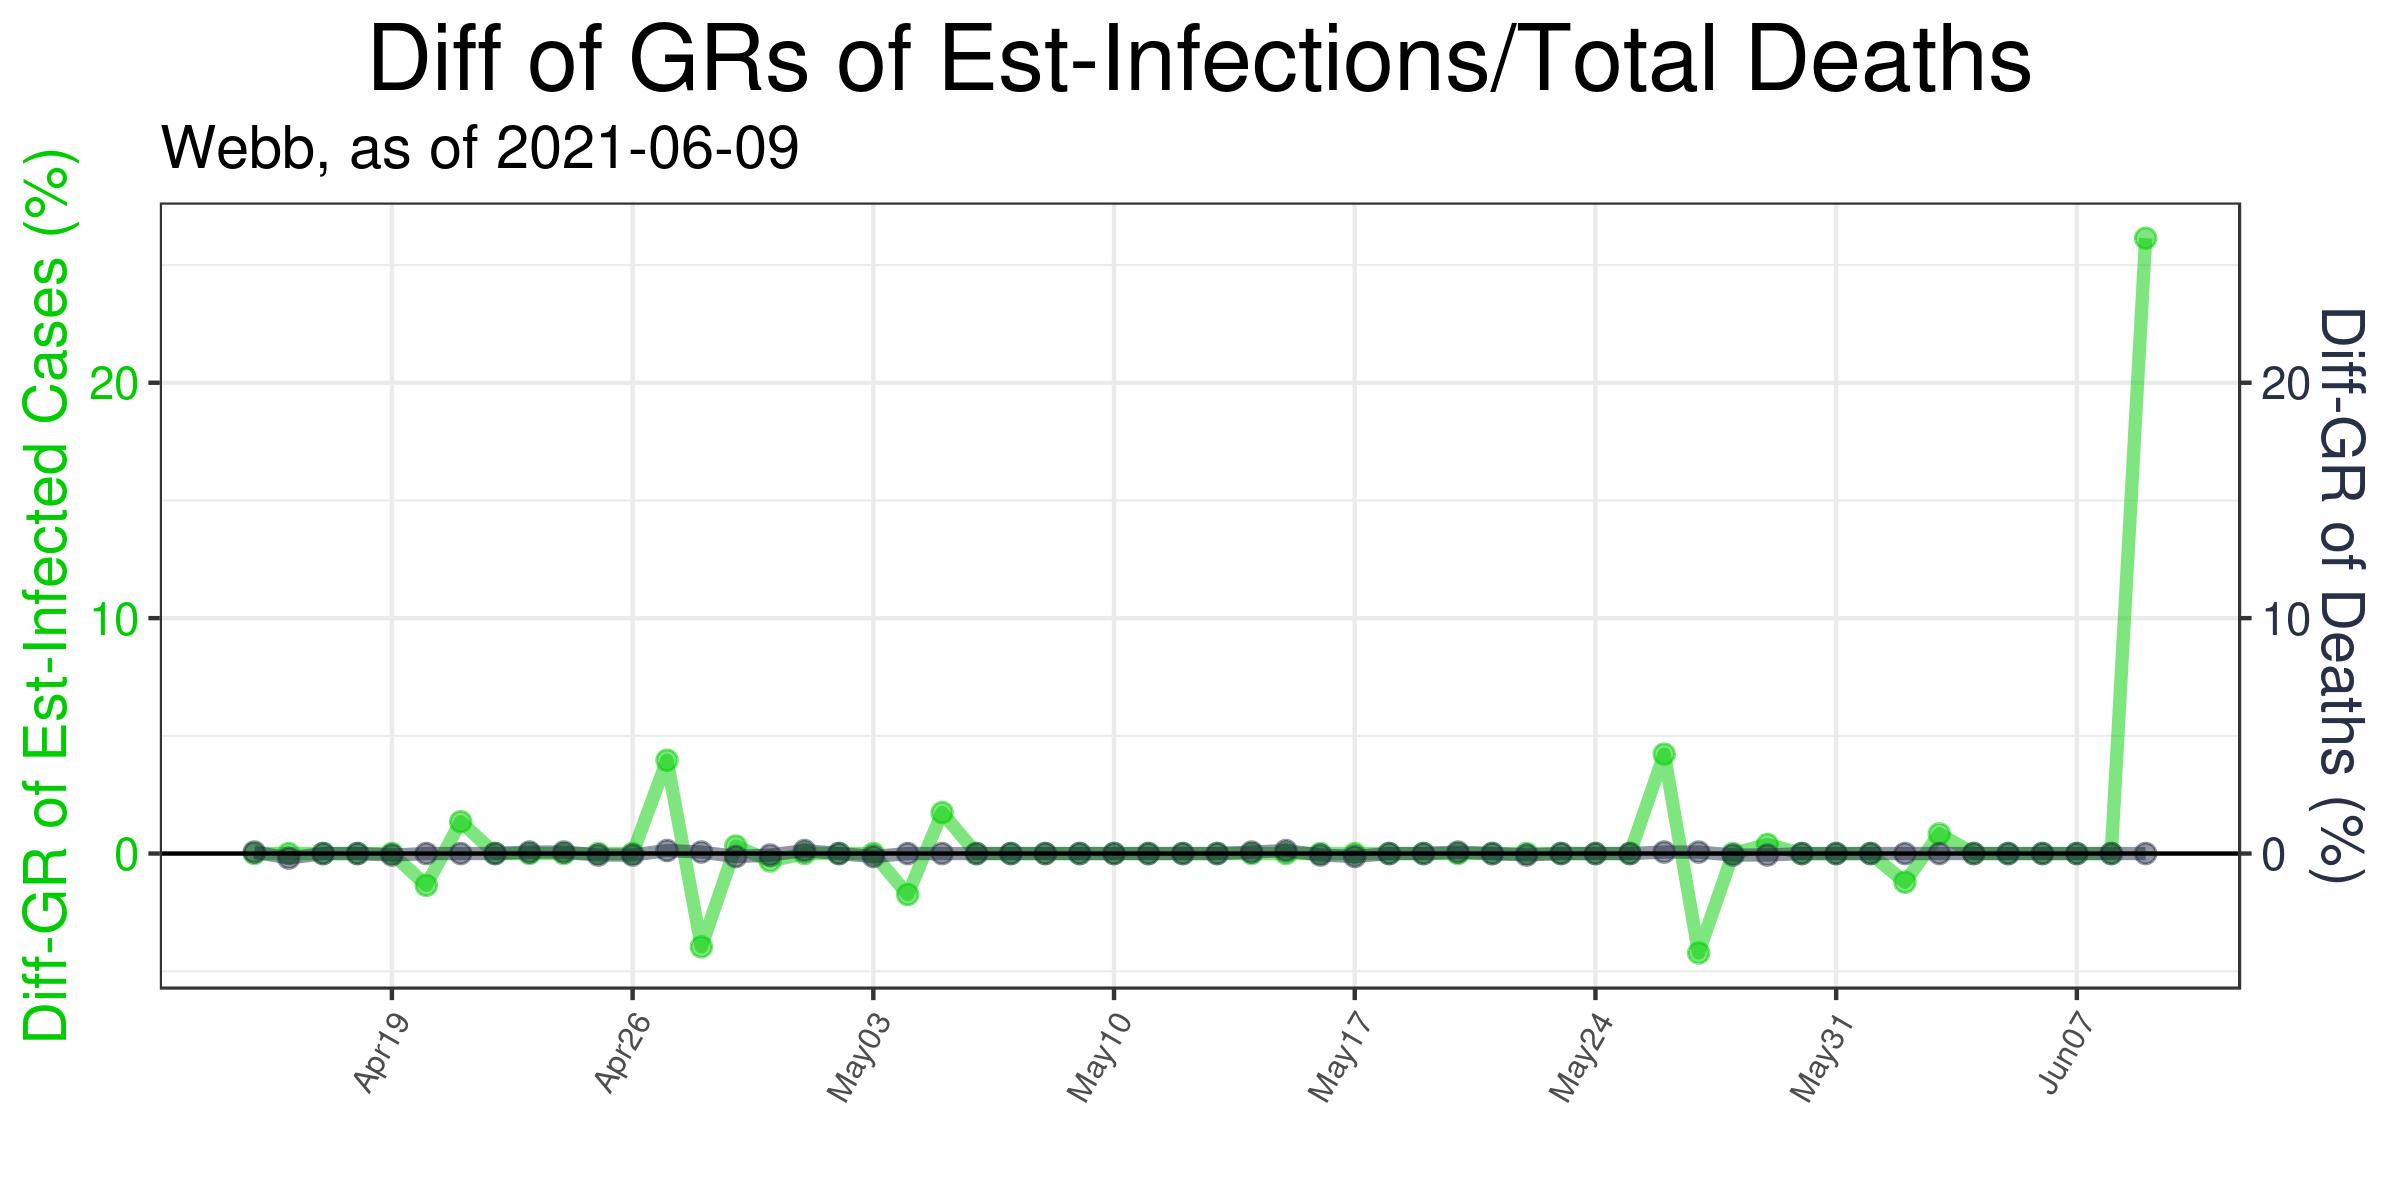 Diff of GRs of Est-Infections/Total Deaths
Webb, as of 2021-06-09
Diff-GR of Est-Infected Cases (%)
20
10
0
20
10
0
Diff-GR of Deaths (%)
Apr19
Apr26
May03
May10
May17
May24
May31
Jun07